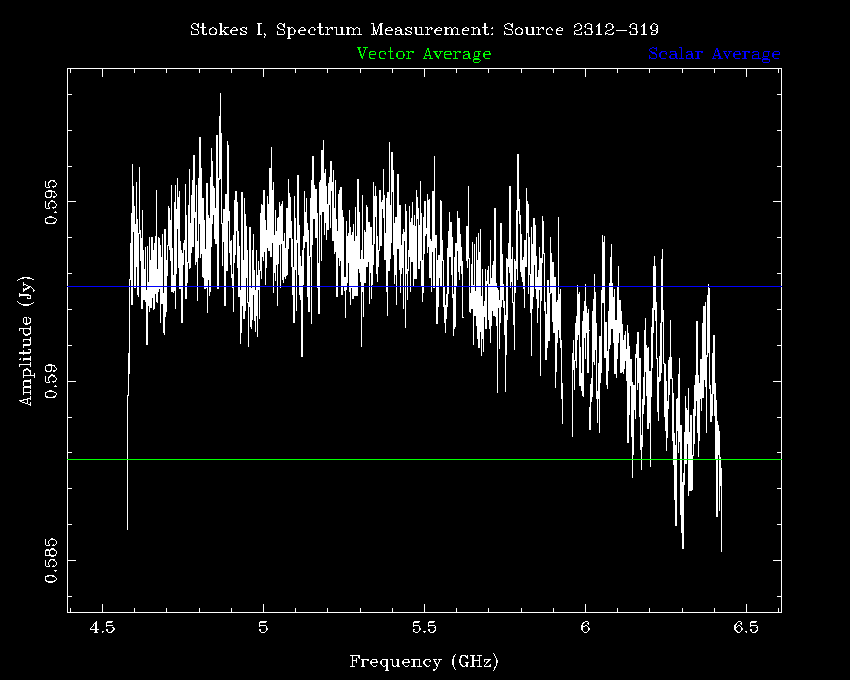 Stokes I, Spectrum Measurement: Source 2312-319
Vector Average Scalar Average
0.595
0.59
0.585
Amplitude (Jy)
4.5 5 5.5 6 6.5
Frequency (GHz)